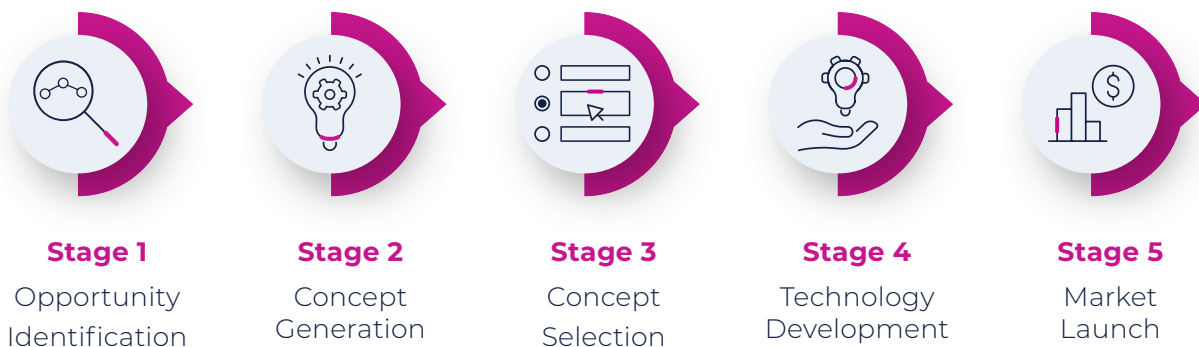 $
Stage 1
Opportunity
Identification
Stage 2
Concept
Generation
Stage 3
Concept
Selection
Stage 4
Technology
Development
Stage 5
Market
Launch